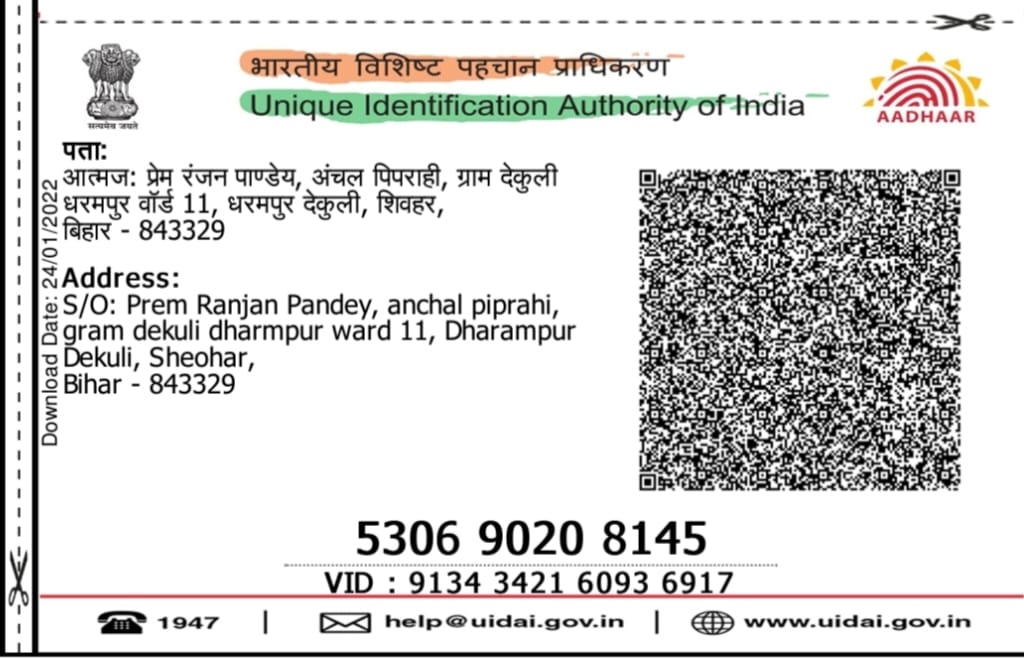 भारतीय विशिष्ट पहचान प्राधिकरण
Unique Identification Authority of India
सत्यमेव जयते
AADHAAR
पता:
आत्मज: प्रेम रंजन पाण्डेय, अंचल पिपराही, ग्राम देकुली
धरमपुर वॉर्ड 11, धरमपुर देकुली, शिवहर,
बिहार - 843329
Download Date: 24/01/2022
Address:
S/O: Prem Ranjan Pandey, anchal piprahi,
gram dekuli dharmpur ward 11, Dharampur
Dekuli, Sheohar,
Bihar - 843329
5306 9020 8145
VID : 9134 3421 6093 6917
1947 | help@uidai.gov.in | www.uidai.gov.in